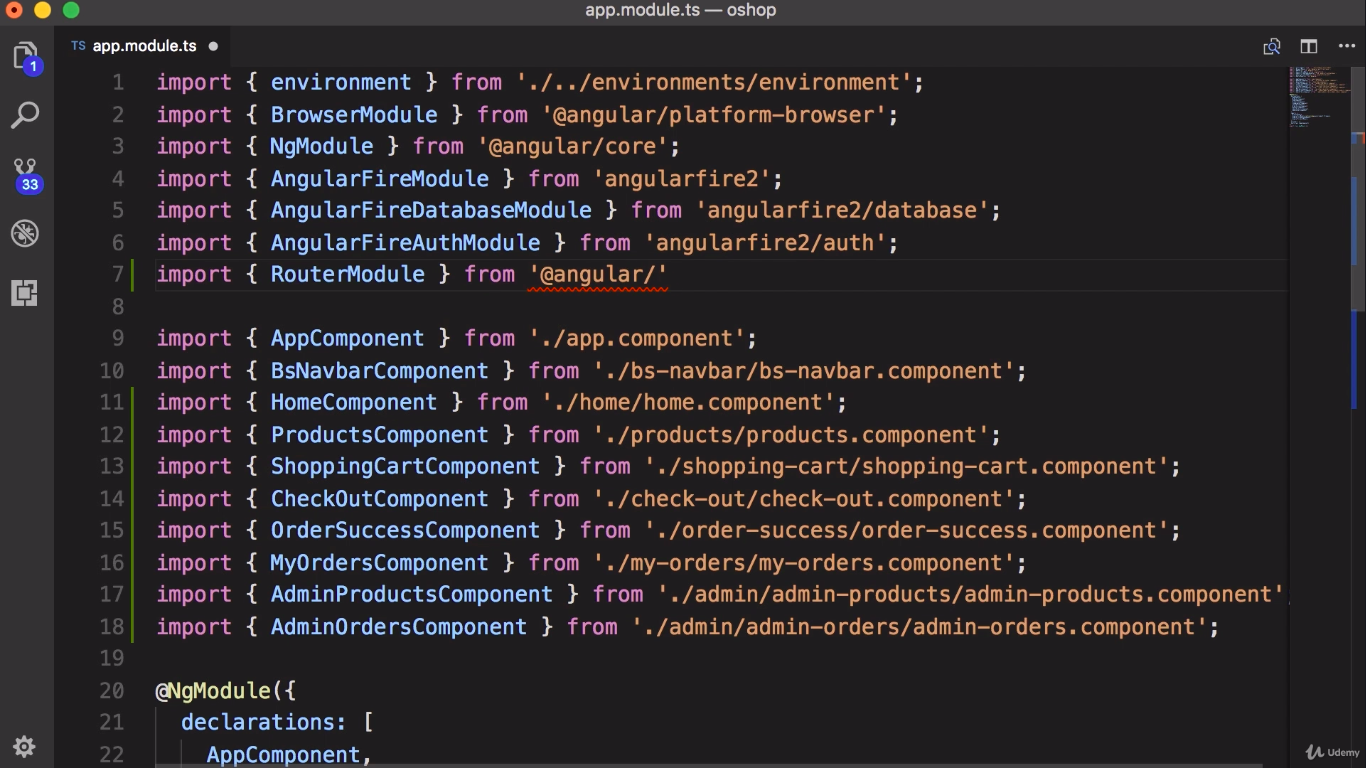 app.module.ts — oshop
TS app.module.ts
1
33
1 import { environment } from './../environments/environment';
2 import { BrowserModule } from '@angular/platform-browser';
3 import { NgModule } from '@angular/core';
4 import { AngularFireModule } from 'angularfire2';
5 import { AngularFireDatabaseModule } from 'angularfire2/database';
6 import { AngularFireAuthModule } from 'angularfire2/auth';
7 import { RouterModule } from '@angular/'
8
9 import { AppComponent } from './app.component';
10 import { BsNavbarComponent } from './bs-navbar/bs-navbar.component';
11 import { HomeComponent } from './home/home.component';
12 import { ProductsComponent } from './products/products.component';
13 import { ShoppingCartComponent } from './shopping-cart/shopping-cart.component';
14 import { CheckOutComponent } from './check-out/check-out.component';
15 import { OrderSuccessComponent } from './order-success/order-success.component';
16 import { MyOrdersComponent } from './my-orders/my-orders.component';
17 import { AdminProductsComponent } from './admin/admin-products/admin-products.component'
18 import { AdminOrdersComponent } from './admin/admin-orders/admin-orders.component';
19
20 @NgModule({
21 declarations: [
22 AppComponent,
Udemy